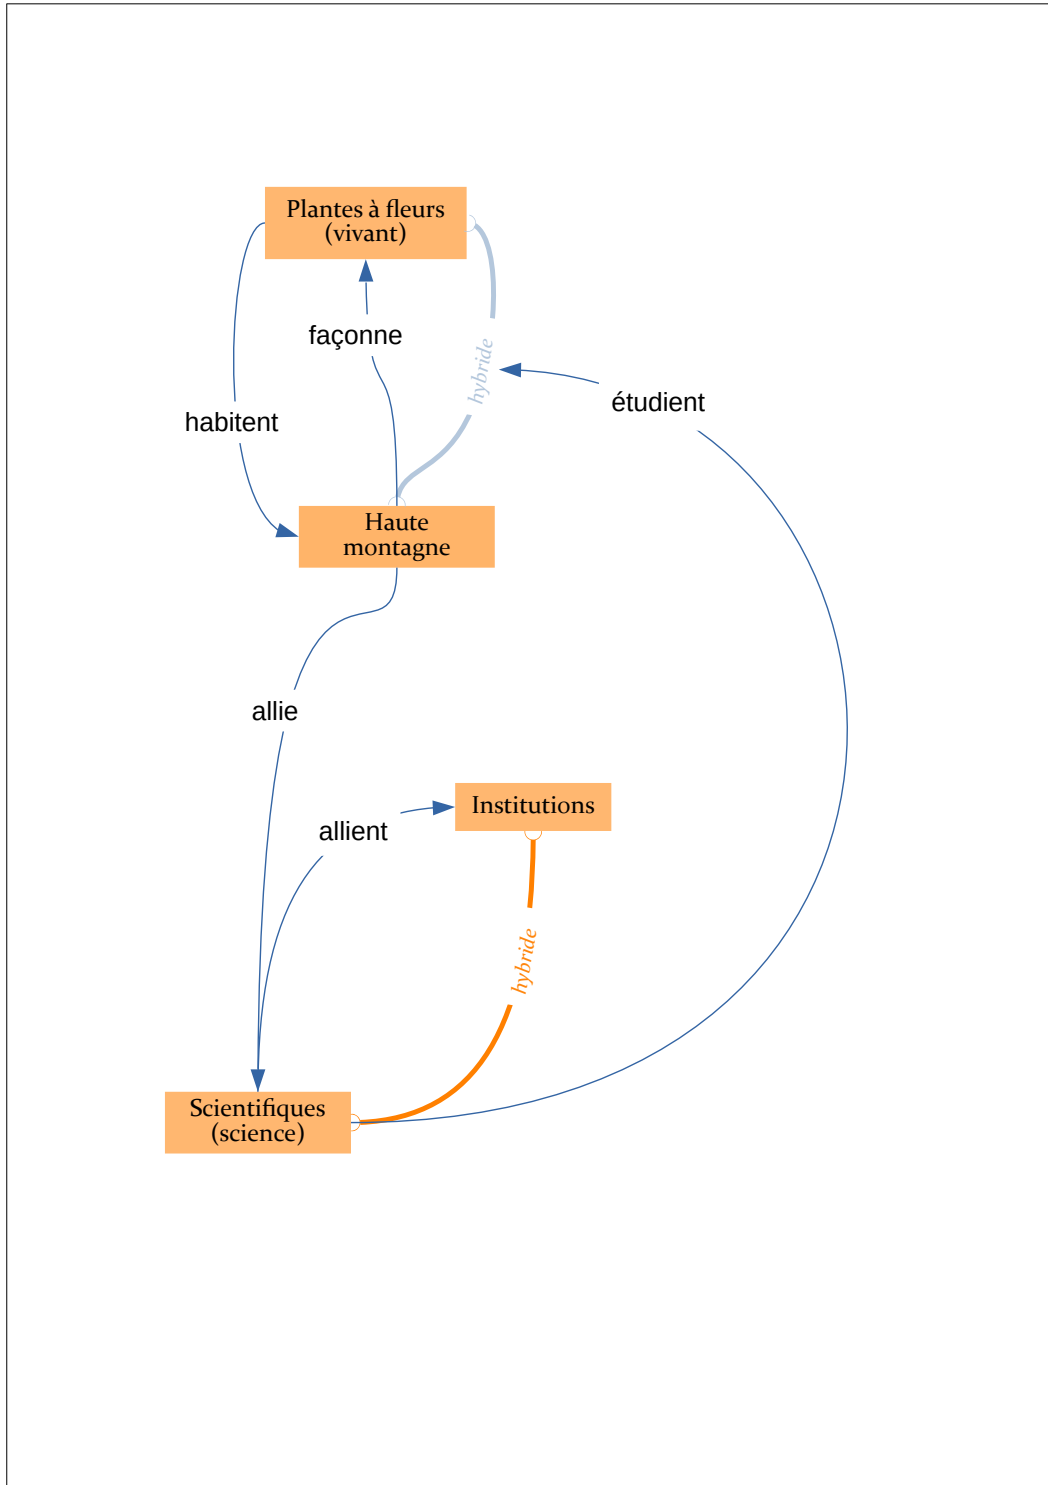 Plantes à fleurs
(vivant)
façonne
hybride
étudient
habitent
Haute
montagne
allie
Institutions
allient
hybride
Scientifiques
(science)